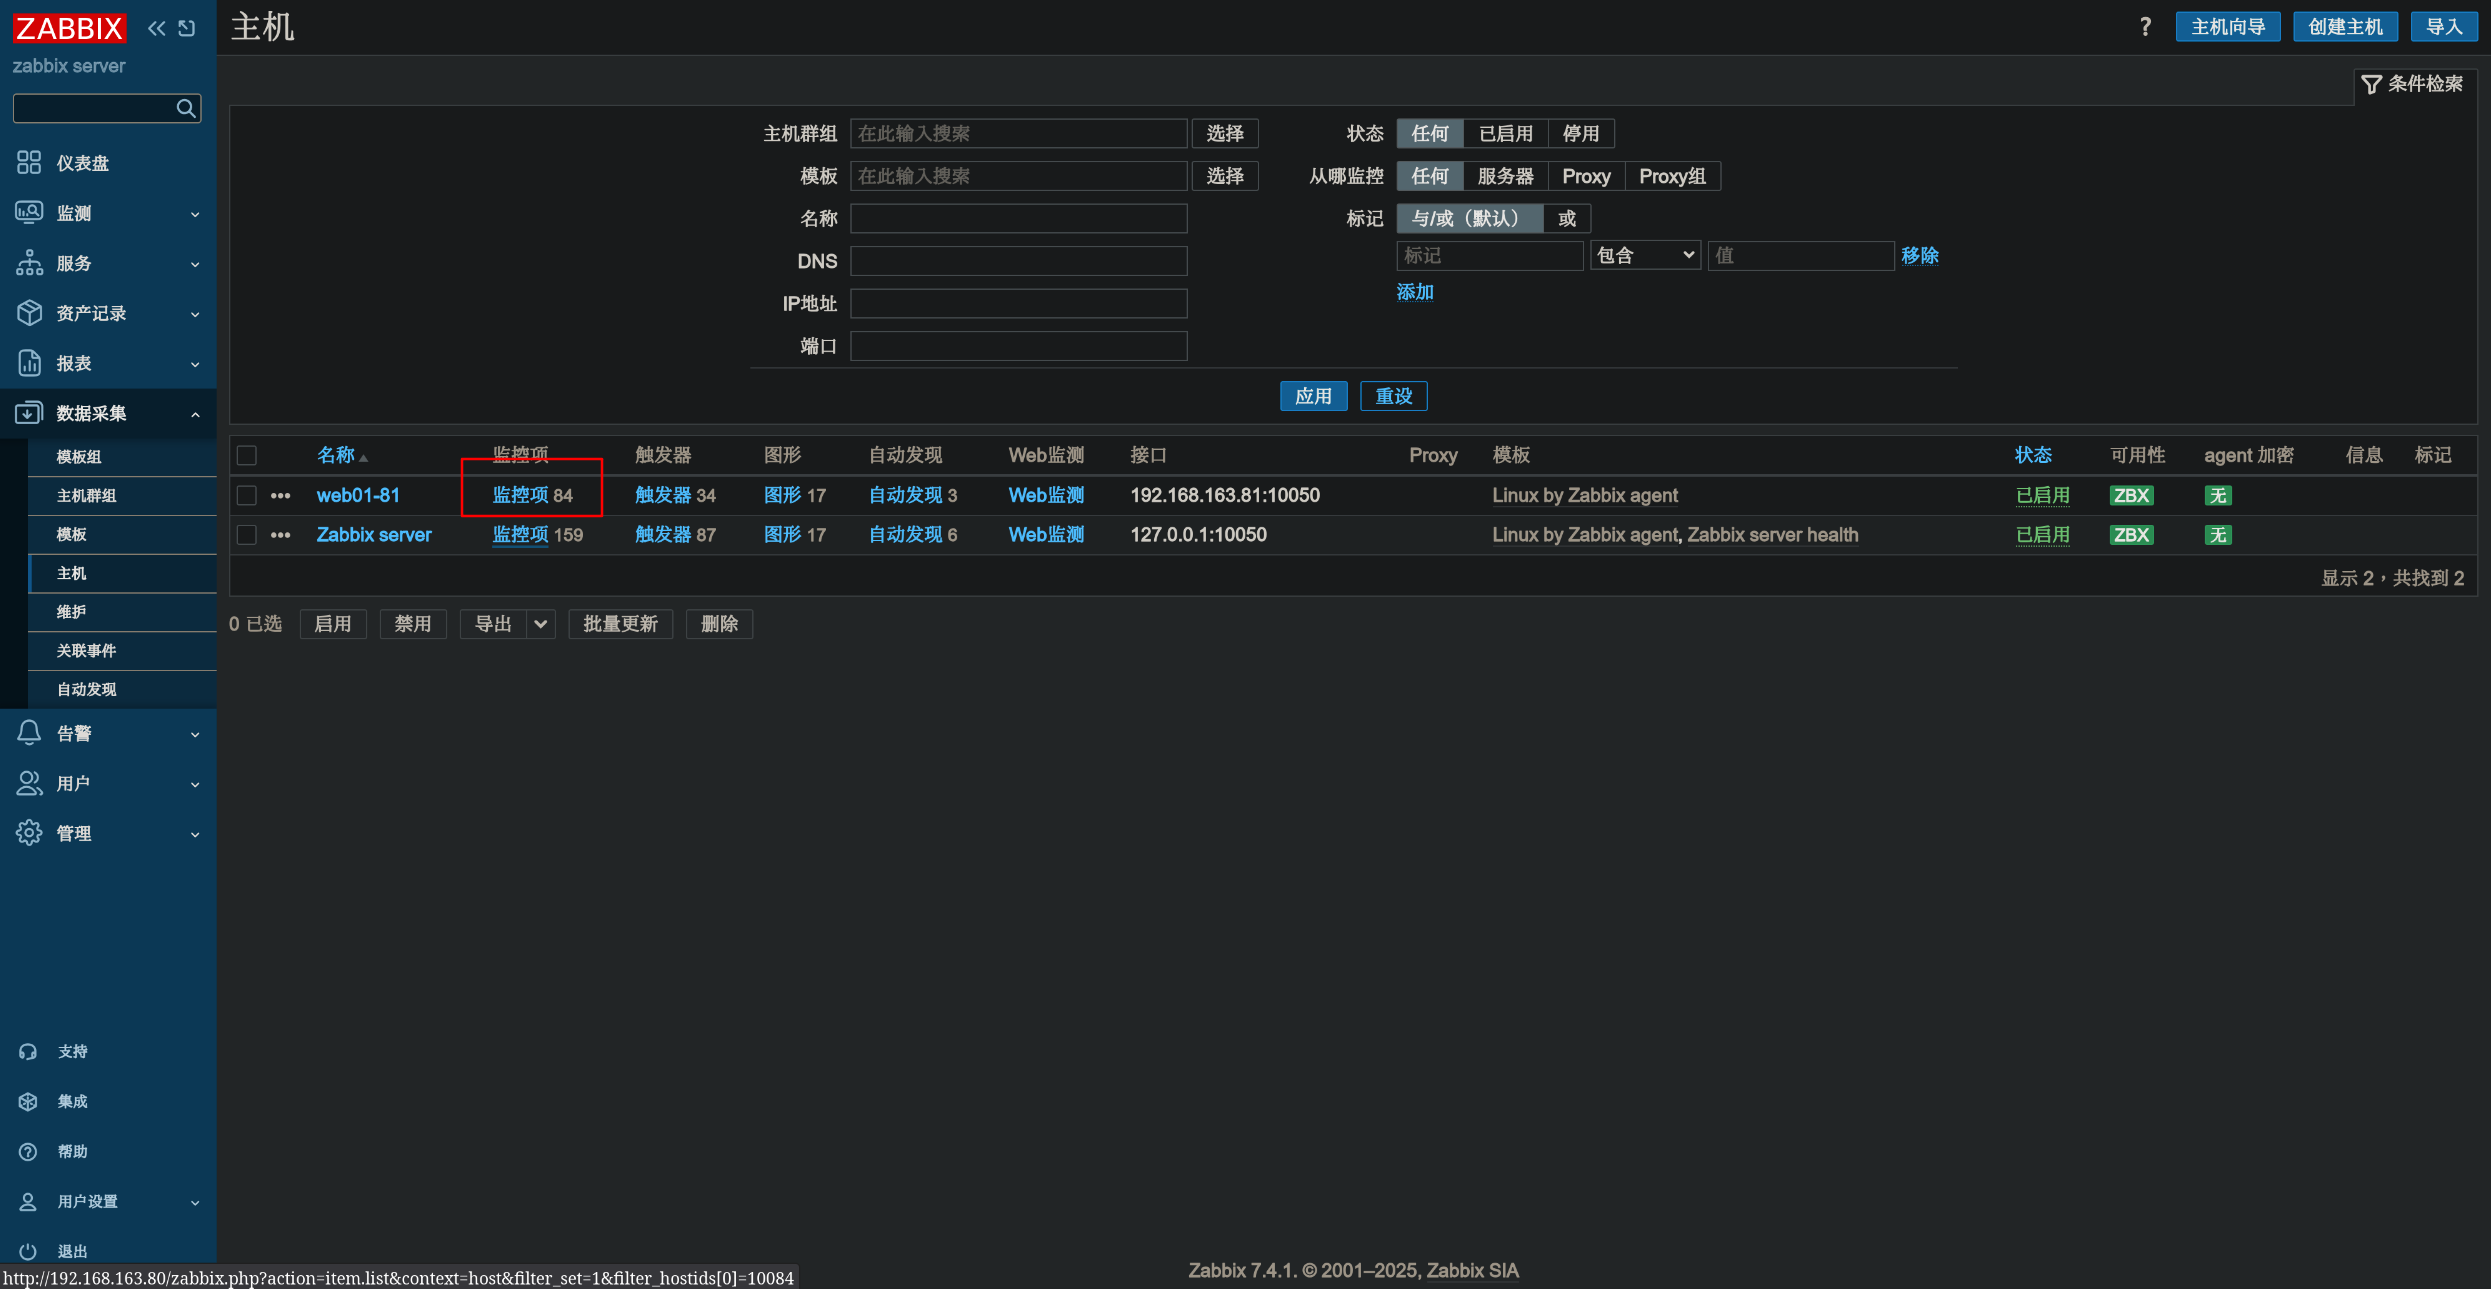 ZABBIX
zabbix server
仪表盘
监测
服务
资产记录
报表
数据采集
模板组
主机群组
模板
主机
维护
关联事件
自动发现
告警
用户
管理
支持
集成
帮助
用户设置
退出
主机
? 主机向导 创建主机 导入
条件检索
主机群组 在此输入搜索 选择 状态 任何 已启用 停用
模板 在此输入搜索 选择 从哪监控 任何 服务器 Proxy Proxy组
名称 标记 与/或（默认） 或
DNS 标记 包含 值 移除
添加
IP地址
端口
应用 重设
名称 监控项 触发器 图形 自动发现 Web监测 接口 Proxy 模板 状态 可用性 agent 加密 信息 标记
web01-81 监控项 84 触发器 34 图形 17 自动发现 3 Web监测 192.168.163.81:10050 Linux by Zabbix agent 已启用 ZBX 无
Zabbix server 监控项 159 触发器 87 图形 17 自动发现 6 Web监测 127.0.0.1:10050 Linux by Zabbix agent, Zabbix server health 已启用 ZBX 无
显示 2，共找到 2
0 已选 启用 禁用 导出 批量更新 删除
Zabbix 7.4.1. © 2001–2025, Zabbix SIA
http://192.168.163.80/zabbix.php?action=item.list&context=host&filter_set=1&filter_hostids[0]=10084